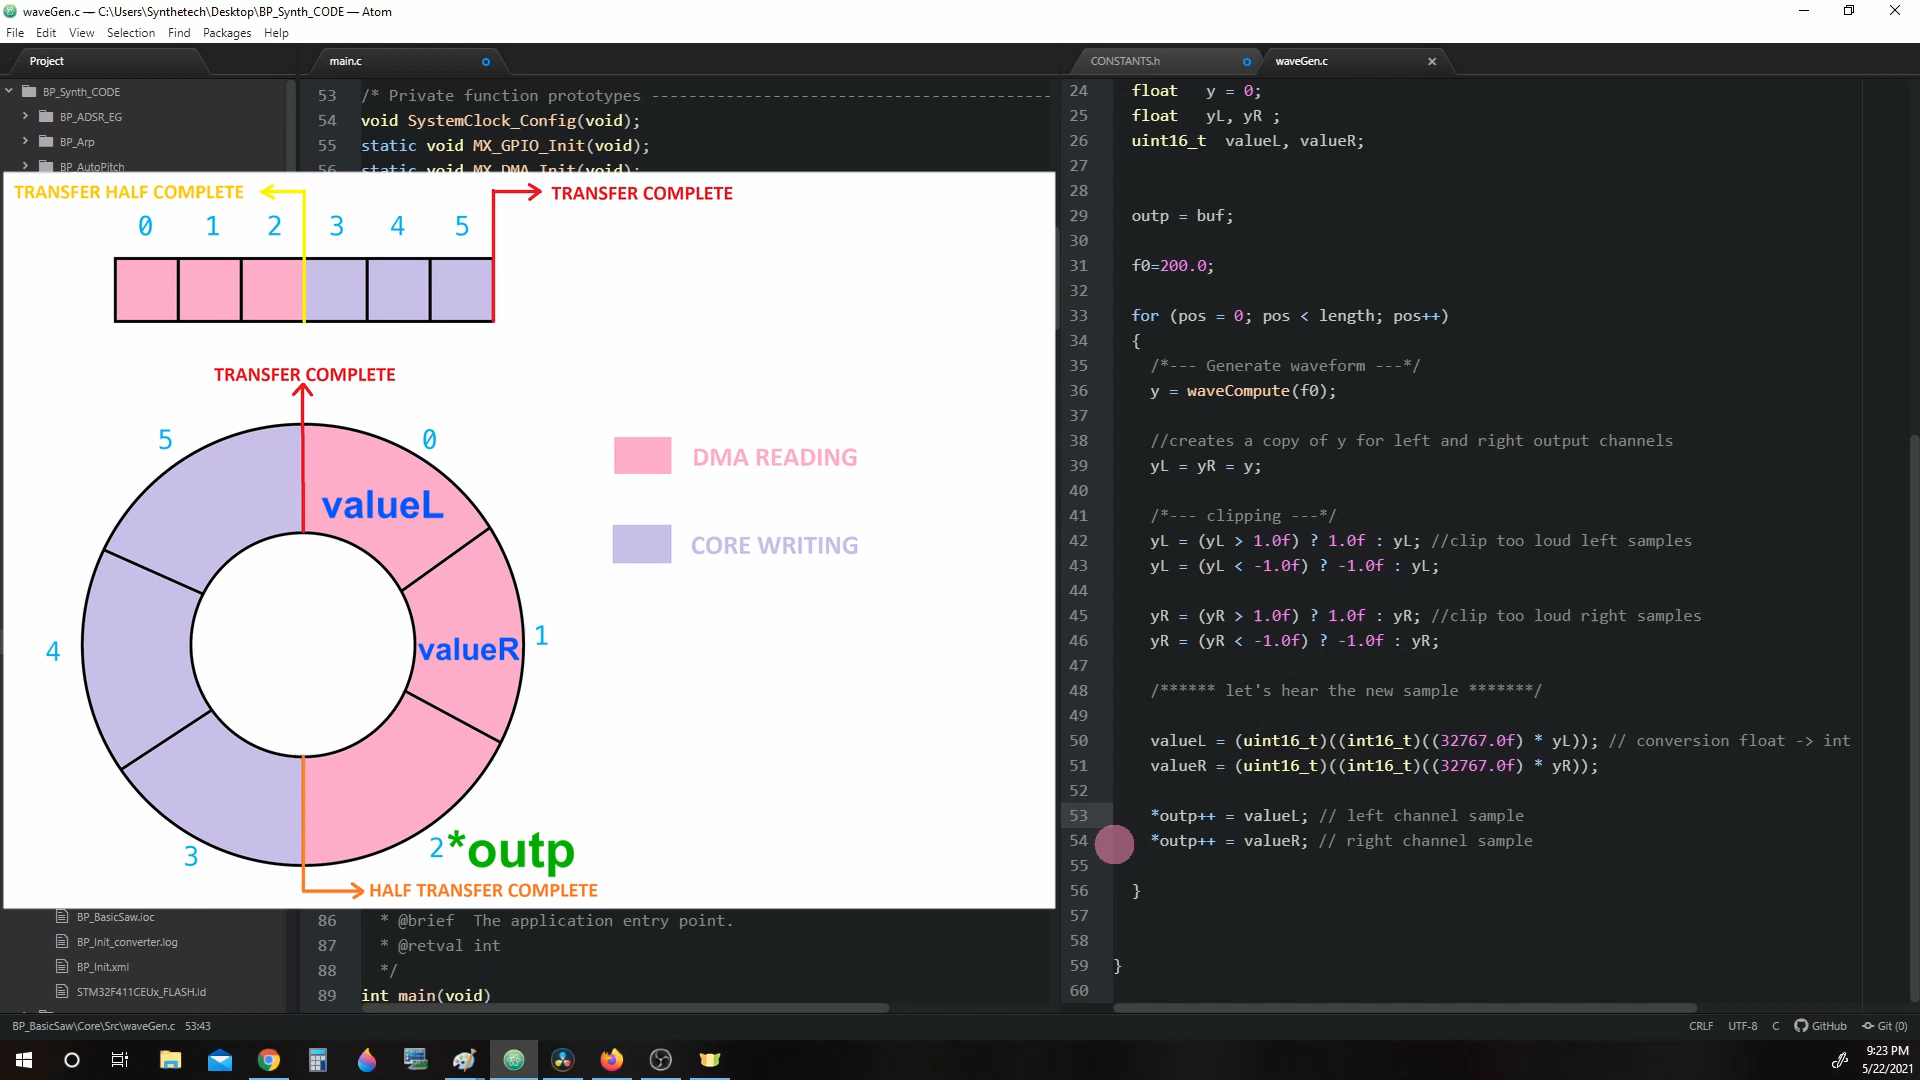 waveGen.c — C:\Users\Synthetech\Desktop\BP_Synth_CODE — Atom
File Edit View Selection Find Packages Help
Project
BP_Synth_CODE
BP_ADSR_EG
BP_Arp
BP_AutoPitch
main.c
53 /* Private function prototypes -------------------------------------------
54 void SystemClock_Config(void);
55 static void MX_GPIO_Init(void);
56 static void MX_DMA_Init(void);
TRANSFER HALF COMPLETE
TRANSFER COMPLETE
0 1 2 3 4 5
TRANSFER COMPLETE
5 0
valueL
DMA READING
CORE WRITING
4 valueR 1
3 2 *outp
HALF TRANSFER COMPLETE
BP_BasicSaw.ioc
BP_Init_converter.log
BP_Init.xml
STM32F411CEUx_FLASH.ld
86 * @brief The application entry point.
87 * @retval int
88 */
89 int main(void)
CONSTANTS.h
waveGen.c
24 float y = 0;
25 float yL, yR ;
26 uint16_t valueL, valueR;
27
28
29 outp = buf;
30
31 f0=200.0;
32
33 for (pos = 0; pos < length; pos++)
34 {
35 /*--- Generate waveform ---*/
36 y = waveCompute(f0);
37
38 //creates a copy of y for left and right output channels
39 yL = yR = y;
40
41 /*--- clipping ---*/
42 yL = (yL > 1.0f) ? 1.0f : yL; //clip too loud left samples
43 yL = (yL < -1.0f) ? -1.0f : yL;
44
45 yR = (yR > 1.0f) ? 1.0f : yR; //clip too loud right samples
46 yR = (yR < -1.0f) ? -1.0f : yR;
47
48 /****** let's hear the new sample *******/
49
50 valueL = (uint16_t)((int16_t)((32767.0f) * yL)); // conversion float -> int
51 valueR = (uint16_t)((int16_t)((32767.0f) * yR));
52
53 *outp++ = valueL; // left channel sample
54 *outp++ = valueR; // right channel sample
55
56 }
57
58
59 }
60
BP_BasicSaw\Core\Src\waveGen.c 53:43
CRLF UTF-8 C GitHub Git (0)
9:23 PM
5/22/2021